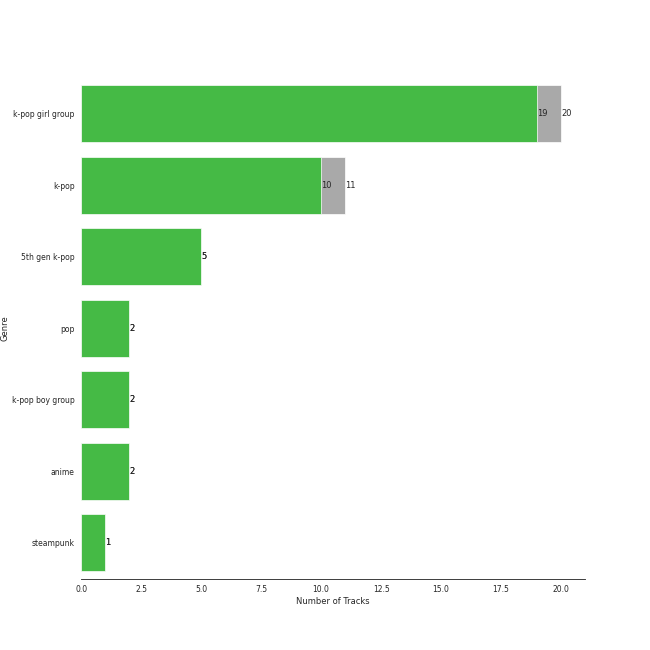 k-pop girl group 19 20
k-pop 10 11
5th gen k-pop 5
pop 2
k-pop boy group 2
anime 2
steampunk 1
Genre
0.0 2.5 5.0 7.5 10.0 12.5 15.0 17.5 20.0
Number of Tracks